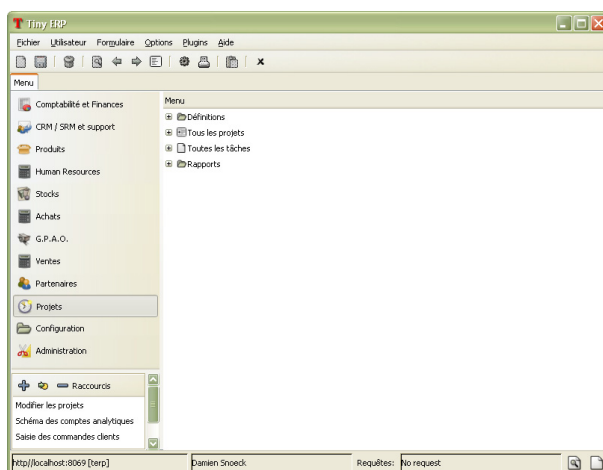 Tiny ERP
Fichier Utilisateur Formulaire Options Plugins Aide
Menu
Comptabilité et Finances
CRM / SRM et support
Produits
Human Resources
Stocks
Achats
G.P.A.O.
Ventes
Partenaires
Projets
Configuration
Administration
Raccourcis
Modifier les projets
Schéma des comptes analytiques
Saisie des commandes clients
Menu
Définitions
Tous les projets
Toutes les tâches
Rapports
http//localhost:8069 [terp] Damien Snoeck Requêtes: No request